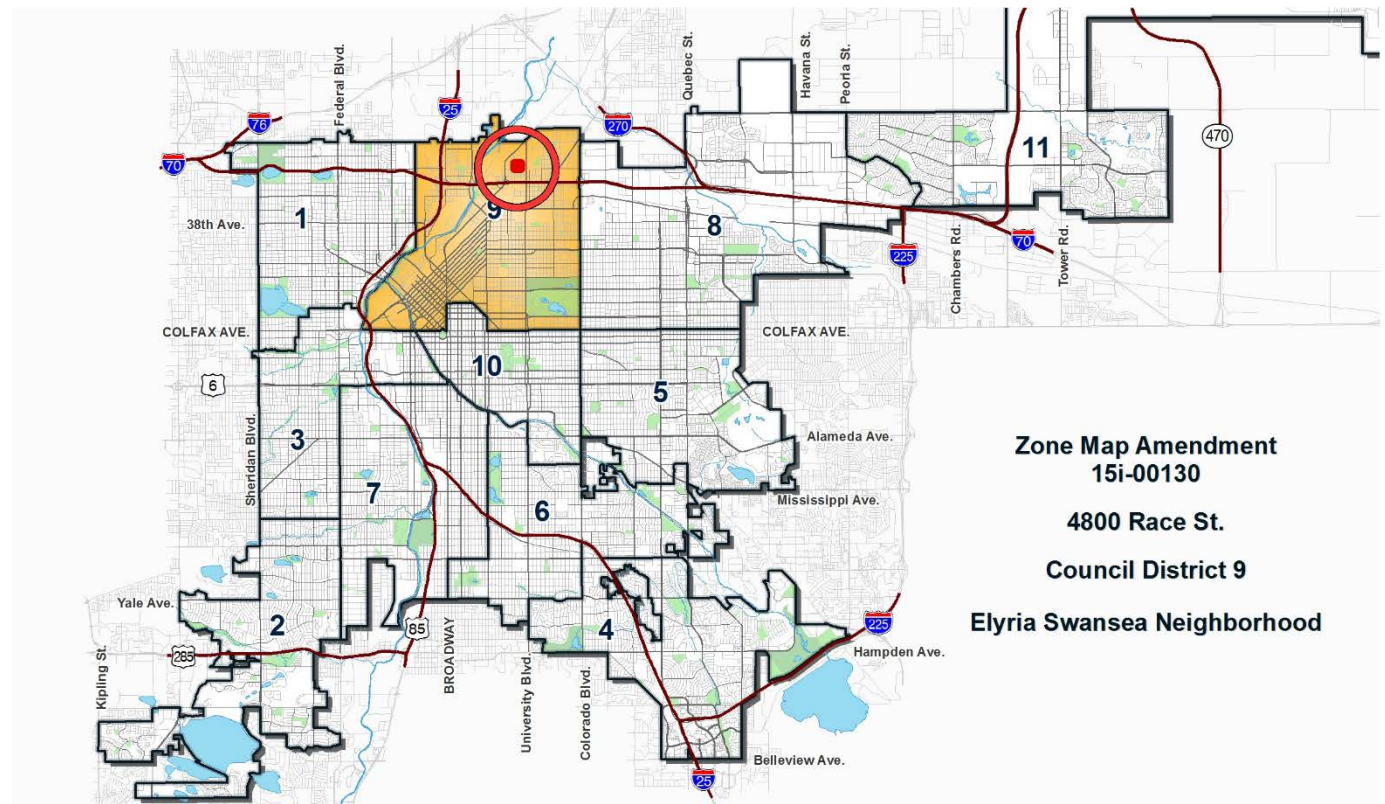 Federal Blvd.
Quebec St.
Havana St.
Peoria St.
76
25
270
70
470
11
1
9
8
38th Ave.
225
70
Chambers Rd.
Tower Rd.
COLFAX AVE.
COLFAX AVE.
10
6
5
Sheridan Blvd.
3
Alameda Ave.
7
Mississippi Ave.
6
Yale Ave.
2
85
4
225
285
Hampden Ave.
Kipling St.
BROADWAY
University Blvd.
Colorado Blvd.
Belleview Ave.
25
Zone Map Amendment
15i-00130
4800 Race St.
Council District 9
Elyria Swansea Neighborhood